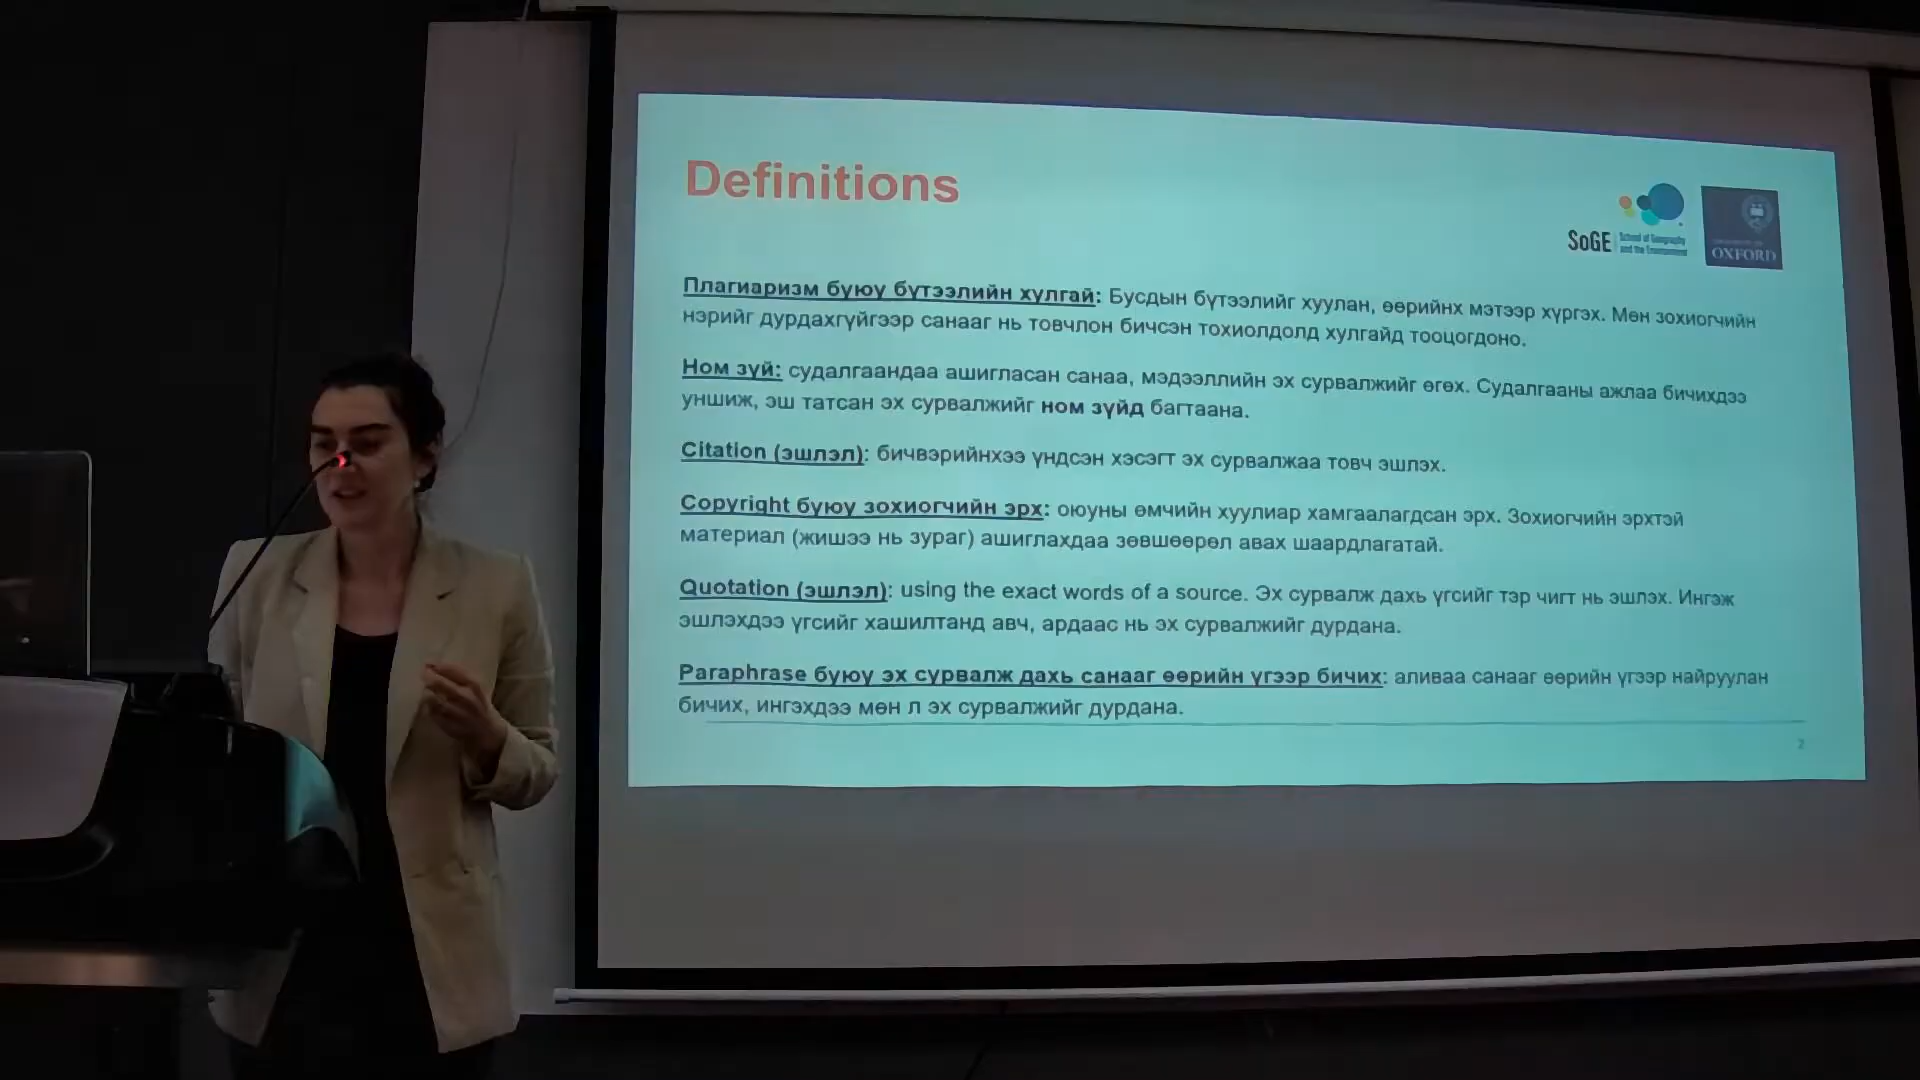 Definitions
SoGE
School of Geography
and the Environment
OXFORD
Плагиаризм буюу бүтээлийн хулгай: Бусдын бүтээлийг хуулан, өөрийнх мэтээр хүргэх. Мөн зохиогчийн
нэрийг дурдахгүйгээр санааг нь товчлон бичсэн тохиолдолд хулгайд тооцогдоно.
Ном зүй: судалгаандаа ашигласан санаа, мэдээллийн эх сурвалжийг өгөх. Судалгааны ажлаа бичихдээ
уншиж, эш татсан эх сурвалжийг ном зүйд багтаана.
Citation (эшлэл): бичвэрийнхээ үндсэн хэсэгт эх сурвалжаа товч эшлэх.
Copyright буюу зохиогчийн эрх: оюуны өмчийн хуулиар хамгаалагдсан эрх. Зохиогчийн эрхтэй
материал (жишээ нь зураг) ашиглахдаа зөвшөөрөл авах шаардлагатай.
Quotation (эшлэл): using the exact words of a source. Эх сурвалж дахь үгсийг тэр чигт нь эшлэх. Ингэж
эшлэхдээ үгсийг хашилтанд авч, ардаас нь эх сурвалжийг дурдана.
Paraphrase буюу эх сурвалж дахь санааг өөрийн үгээр бичих: аливаа санааг өөрийн үгээр найруулан
бичих, ингэхдээ мөн л эх сурвалжийг дурдана.
2